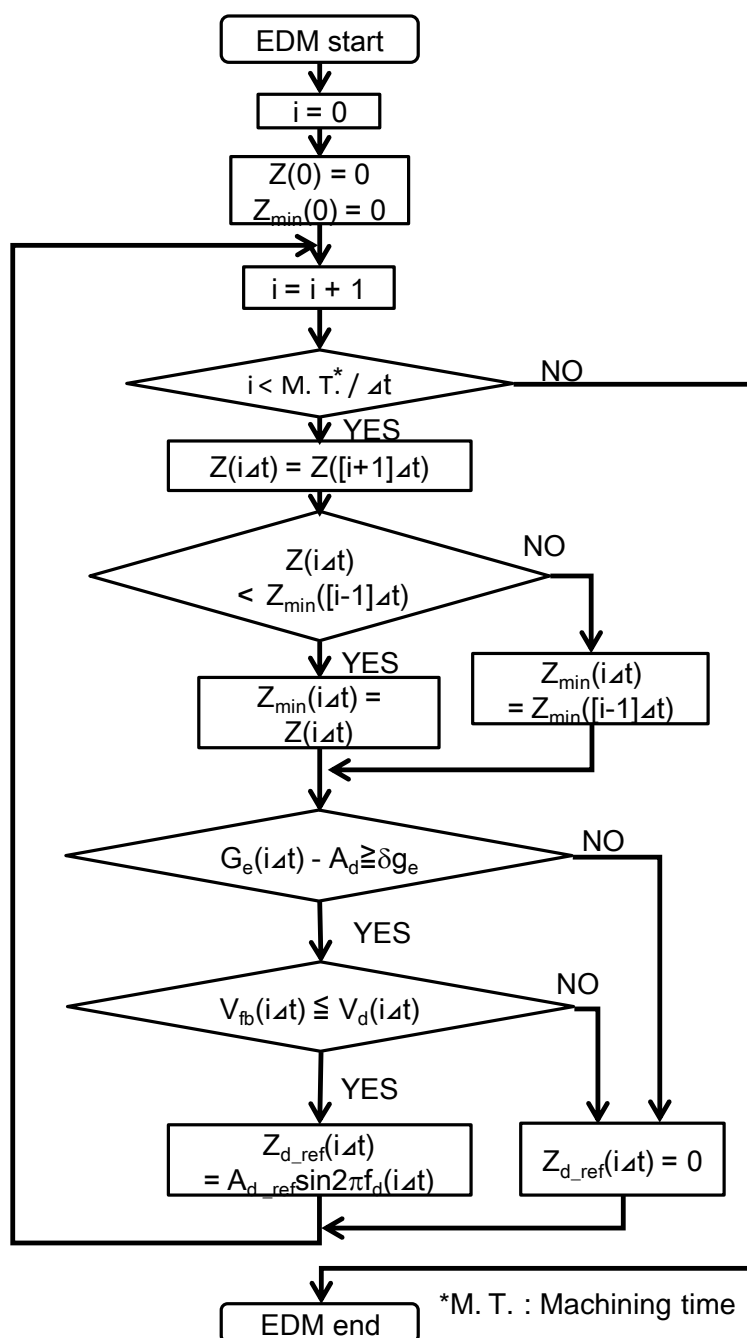 EDM start
i = 0
Z(0) = 0
Zmin(0) = 0
i = i + 1
i < M. T.* / ⊿t
NO
YES
Z(i⊿t) = Z([i+1]⊿t)
Z(i⊿t)
< Zmin([i-1]⊿t)
NO
YES
Zmin(i⊿t) =
Z(i⊿t)
Zmin(i⊿t)
= Zmin([i-1]⊿t)
Ge(i⊿t) - Ad≧δge
NO
YES
Vfb(i⊿t) ≦ Vd(i⊿t)
NO
YES
Zd_ref(i⊿t)
= Ad_refsin2πfd(i⊿t)
Zd_ref(i⊿t) = 0
*M. T. : Machining time
EDM end